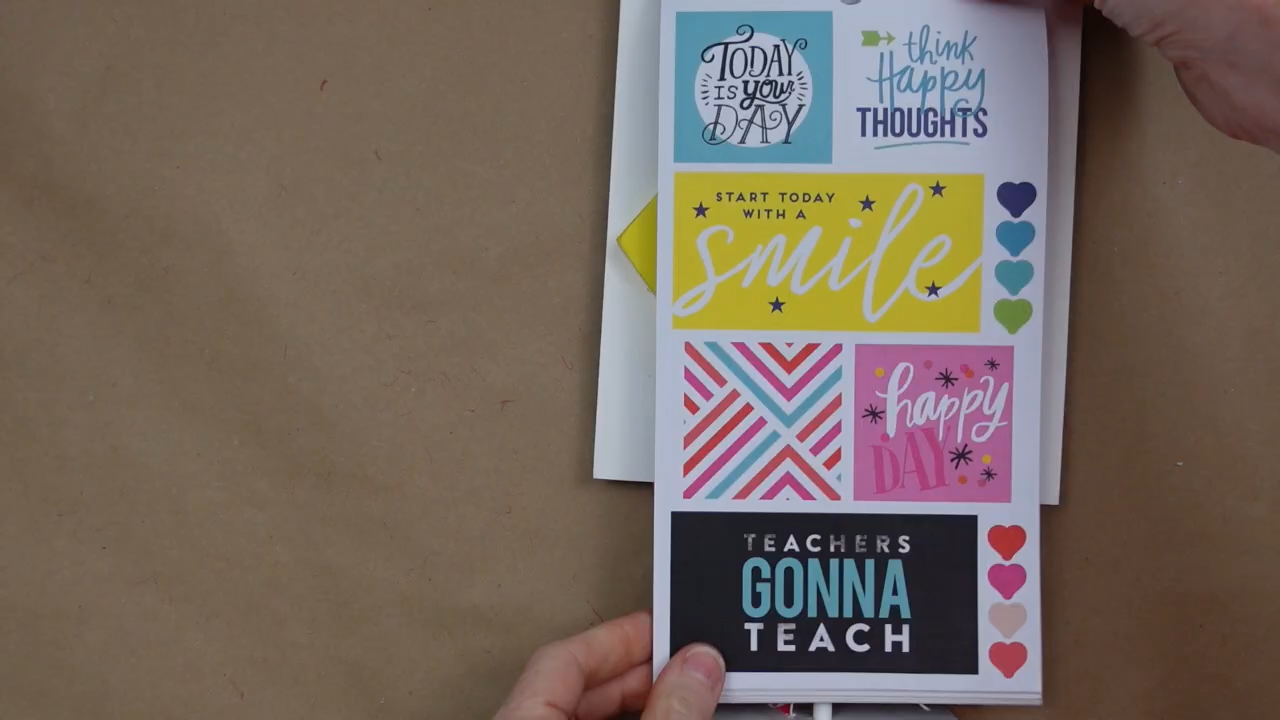 TODAY
IS your
DAY
think
Happy
THOUGHTS
START TODAY
WITH A
smile
happy
DAY
TEACHERS
GONNA
TEACH